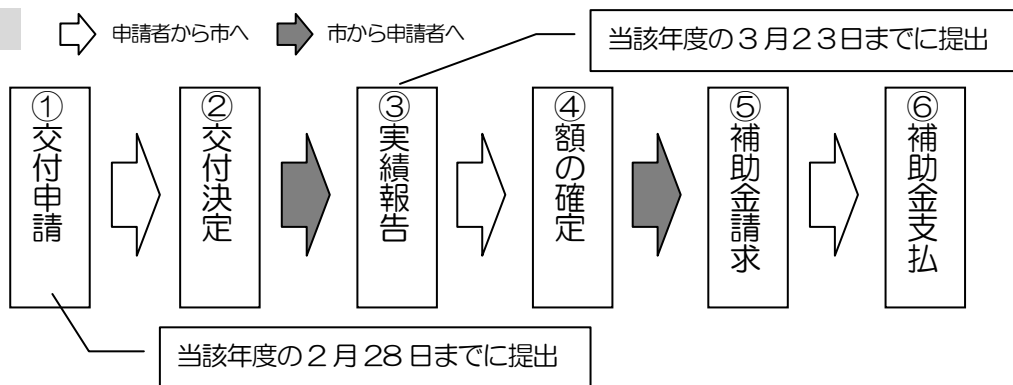 申請者から市へ
市から申請者へ
当該年度の3月23日までに提出
①交付申請
②交付決定
③実績報告
④額の確定
⑤補助金請求
⑥補助金支払
当該年度の2月28日までに提出